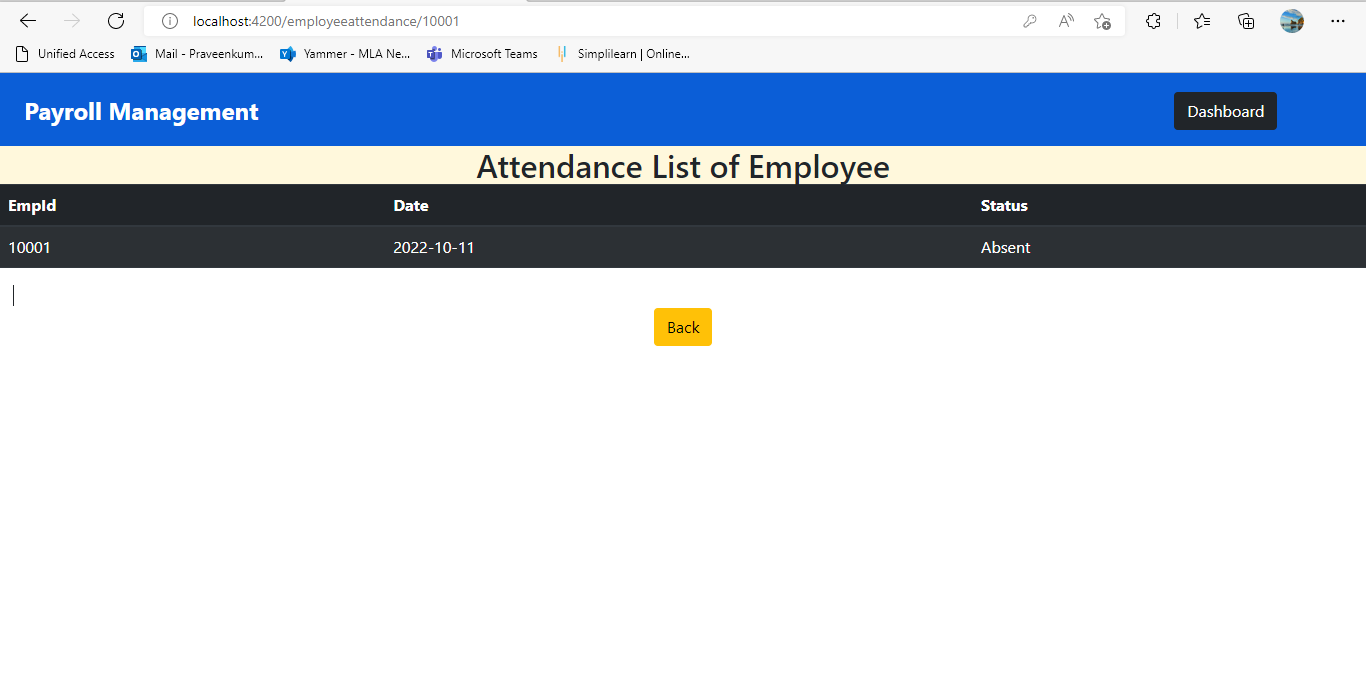 localhost:4200/employeeattendance/10001
Unified Access Mail - Praveenkum... Yammer - MLA Ne... Microsoft Teams Simplilearn | Online...
Payroll Management Dashboard
Attendance List of Employee
EmpId Date Status
10001 2022-10-11 Absent
Back